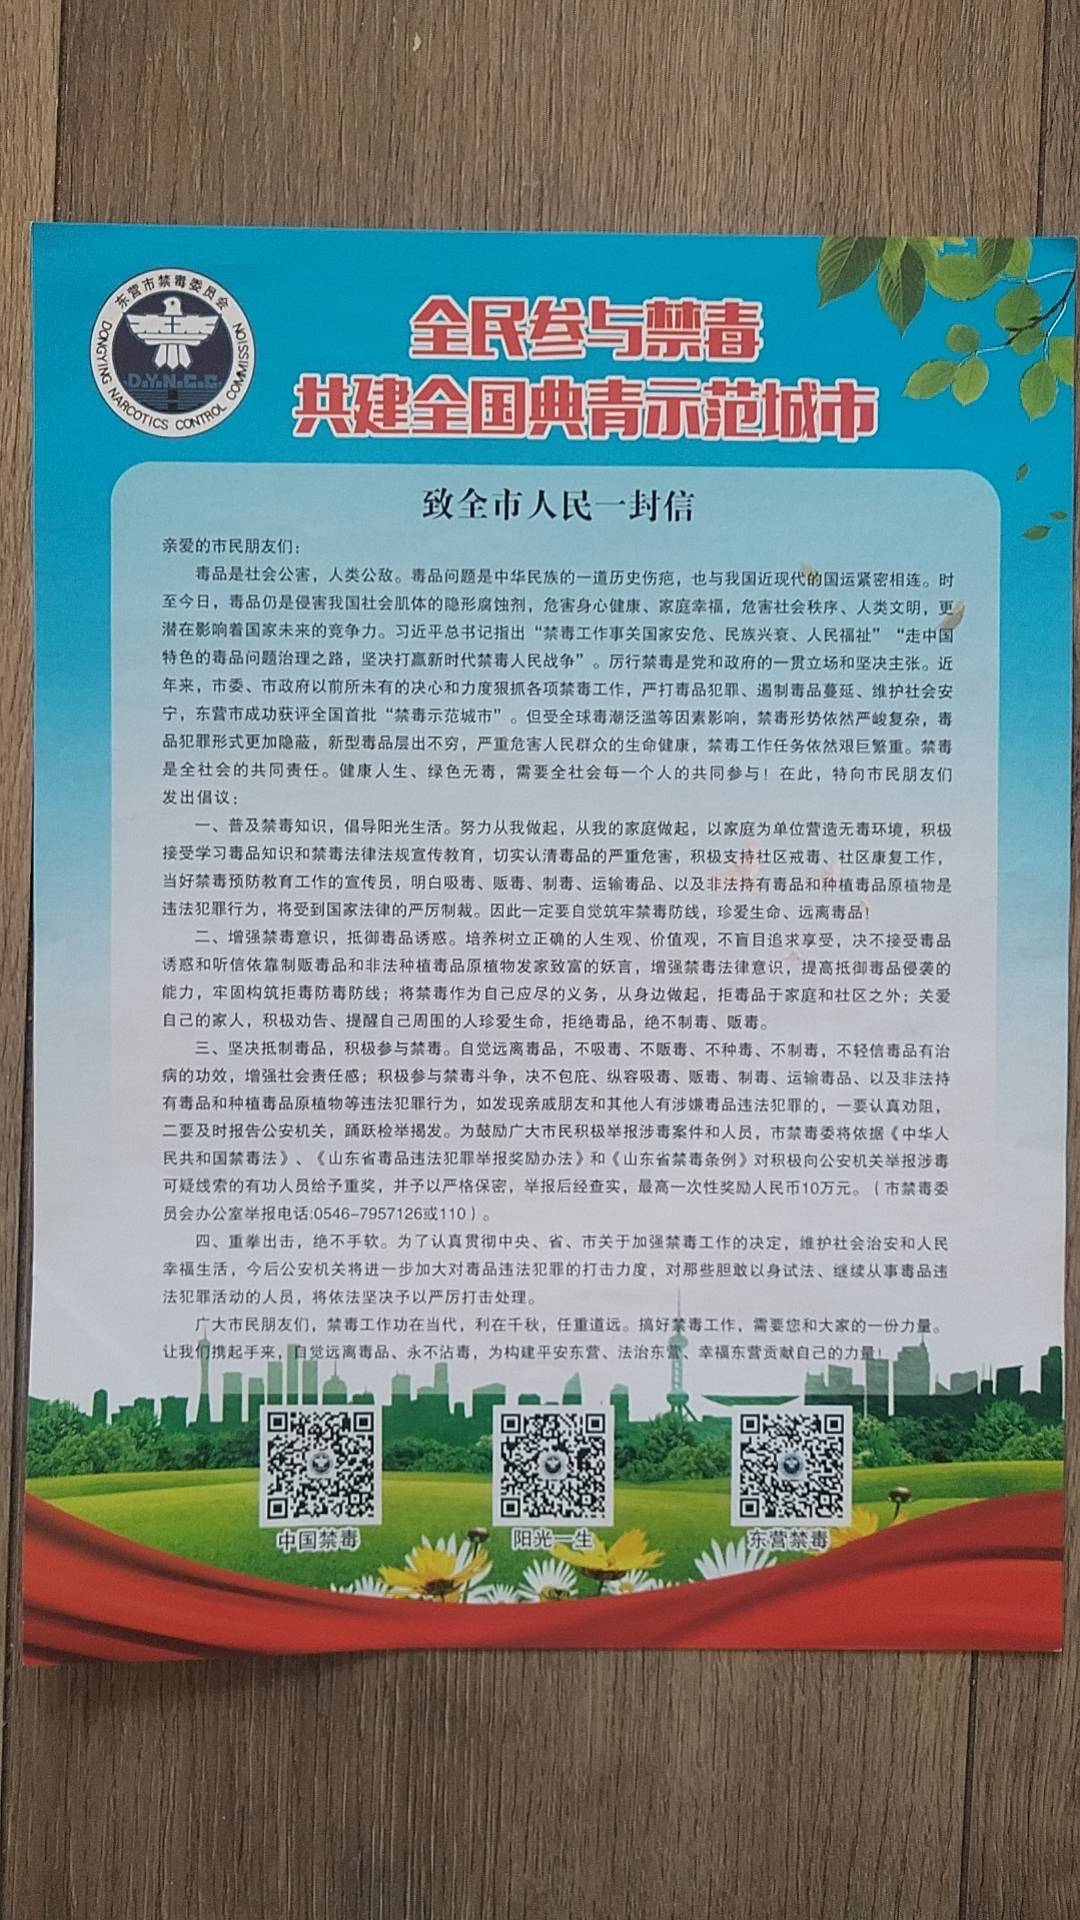 东营市禁毒委员会
D.Y.N.C.C
DONGYING NARCOTICS CONTROL COMMISSION
全民参与禁毒
共建全国典青示范城市
致全市人民一封信
亲爱的市民朋友们：
毒品是社会公害，人类公敌。毒品问题是中华民族的一道历史伤疤，也与我国近现代的国运紧密相连。时
至今日，毒品仍是侵害我国社会肌体的隐形腐蚀剂，危害身心健康、家庭幸福，危害社会秩序、人类文明，更
潜在影响着国家未来的竞争力。习近平总书记指出“禁毒工作事关国家安危、民族兴衰、人民福祉”“走中国
特色的毒品问题治理之路，坚决打赢新时代禁毒人民战争”。厉行禁毒是党和政府的一贯立场和坚决主张。近
年来，市委、市政府以前所未有的决心和力度狠抓各项禁毒工作，严打毒品犯罪、遏制毒品蔓延、维护社会安
宁，东营市成功获评全国首批“禁毒示范城市”。但受全球毒潮泛滥等因素影响，禁毒形势依然严峻复杂，毒
品犯罪形式更加隐蔽，新型毒品层出不穷，严重危害人民群众的生命健康，禁毒工作任务依然艰巨繁重。禁毒
是全社会的共同责任。健康人生、绿色无毒，需要全社会每一个人的共同参与！在此，特向市民朋友们
发出倡议：
一、普及禁毒知识，倡导阳光生活。努力从我做起，从我的家庭做起，以家庭为单位营造无毒环境，积极
接受学习毒品知识和禁毒法律法规宣传教育，切实认清毒品的严重危害，积极支持社区戒毒、社区康复工作，
当好禁毒预防教育工作的宣传员，明白吸毒、贩毒、制毒、运输毒品、以及非法持有毒品和种植毒品原植物是
违法犯罪行为，将受到国家法律的严厉制裁。因此一定要自觉筑牢禁毒防线，珍爱生命、远离毒品！
二、增强禁毒意识，抵御毒品诱惑。培养树立正确的人生观、价值观，不盲目追求享受，决不接受毒品
诱惑和听信依靠制贩毒品和非法种植毒品原植物发家致富的妖言，增强禁毒法律意识，提高抵御毒品侵袭的
能力，牢固构筑拒毒防毒防线；将禁毒作为自己应尽的义务，从身边做起，拒毒品于家庭和社区之外；关爱
自己的家人，积极劝告、提醒自己周围的人珍爱生命，拒绝毒品，绝不制毒、贩毒。
三、坚决抵制毒品，积极参与禁毒。自觉远离毒品，不吸毒、不贩毒、不种毒、不制毒，不轻信毒品有治
病的功效，增强社会责任感；积极参与禁毒斗争，决不包庇、纵容吸毒、贩毒、制毒、运输毒品、以及非法持
有毒品和种植毒品原植物等违法犯罪行为，如发现亲戚朋友和其他人有涉嫌毒品违法犯罪的，一要认真劝阻，
二要及时报告公安机关，踊跃检举揭发。为鼓励广大市民积极举报涉毒案件和人员，市禁毒委将依据《中华人
民共和国禁毒法》、《山东省毒品违法犯罪举报奖励办法》和《山东省禁毒条例》对积极向公安机关举报涉毒
可疑线索的有功人员给予重奖，并予以严格保密，举报后经查实，最高一次性奖励人民币10万元。（市禁毒委
员会办公室举报电话:0546-7957126或110）。
四、重拳出击，绝不手软。为了认真贯彻中央、省、市关于加强禁毒工作的决定，维护社会治安和人民
幸福生活，今后公安机关将进一步加大对毒品违法犯罪的打击力度，对那些胆敢以身试法、继续从事毒品违
法犯罪活动的人员，将依法坚决予以严厉打击处理。
广大市民朋友们，禁毒工作功在当代，利在千秋，任重道远。搞好禁毒工作，需要您和大家的一份力量。
让我们携起手来，自觉远离毒品、永不沾毒，为构建平安东营、法治东营、幸福东营贡献自己的力量！
中国禁毒
阳光一生
东营禁毒